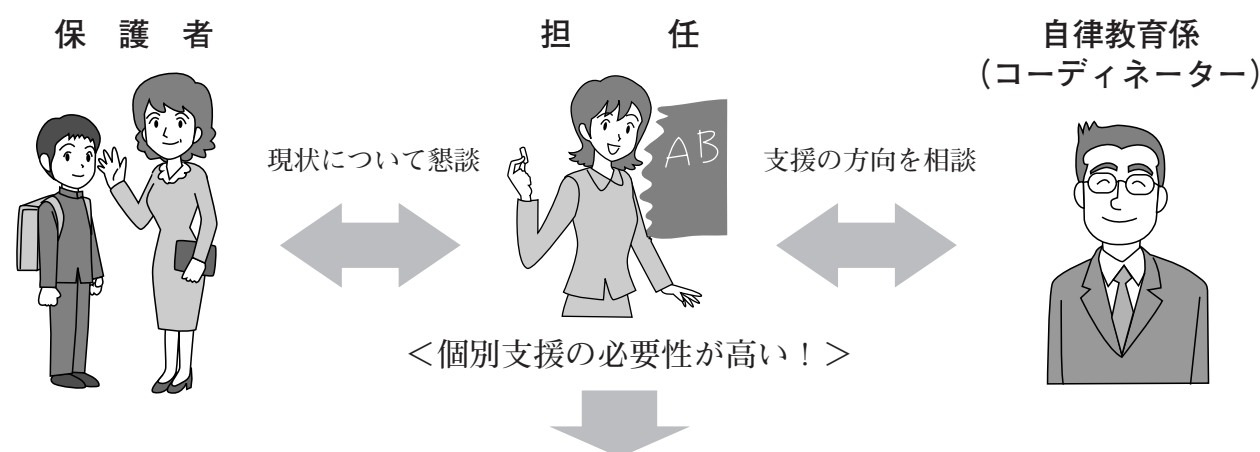 保　護　者
担　　任
自律教育係
（コーディネーター）
現状について懇談
AB
支援の方向を相談
＜個別支援の必要性が高い！＞